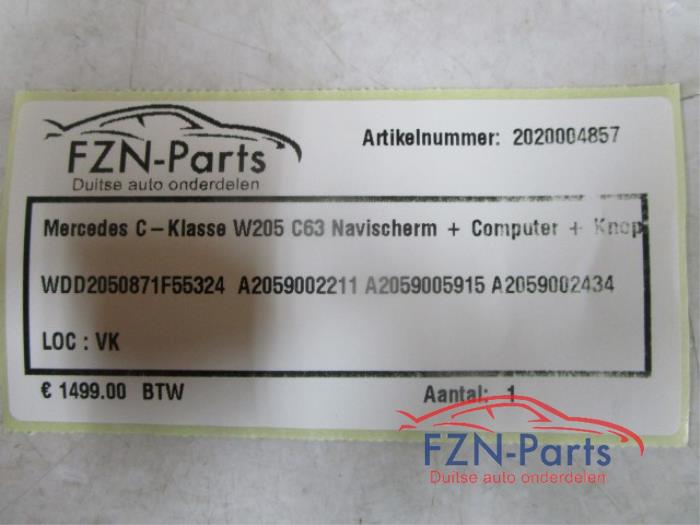 FZN-Parts
Duitse auto onderdelen
Artikelnummer: 2020004857
Mercedes C-Klasse W205 C63 Navischerm + Computer + Knop
WDD2050871F55324 A2059002211 A2059005915 A2059002434
LOC : VK
€ 1499.00 BTW
Aantal: 1
FZN-Parts
Duitse auto onderdelen